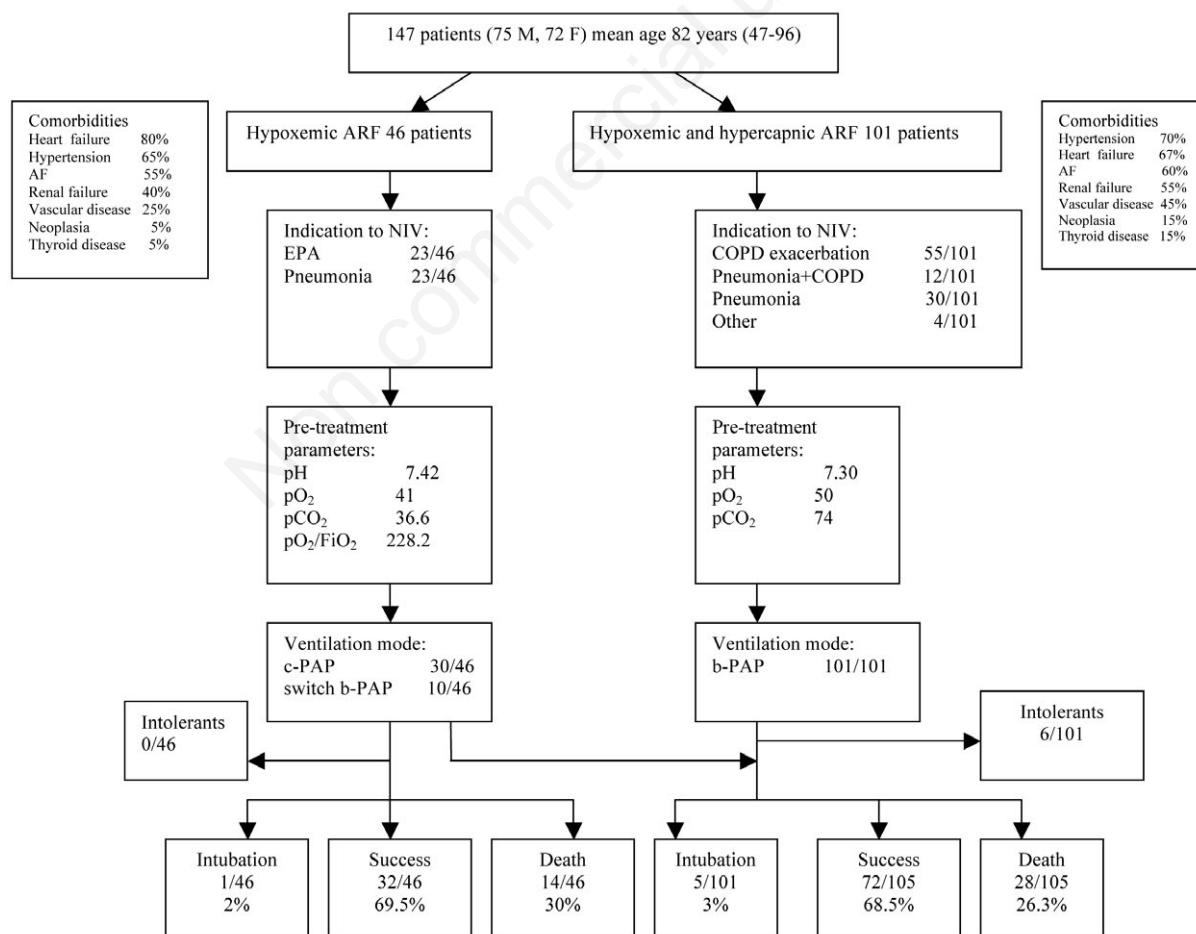 147 patients (75 M, 72 F) mean age 82 years (47-96)
Comorbidities
Heart failure 80%
Hypertension 65%
AF 55%
Renal failure 40%
Vascular disease 25%
Neoplasia 5%
Thyroid disease 5%
Hypoxemic ARF 46 patients
Hypoxemic and hypercapnic ARF 101 patients
Comorbidities
Hypertension 70%
Heart failure 67%
AF 60%
Renal failure 55%
Vascular disease 45%
Neoplasia 15%
Thyroid disease 15%
Indication to NIV:
EPA 23/46
Pneumonia 23/46
Indication to NIV:
COPD exacerbation 55/101
Pneumonia+COPD 12/101
Pneumonia 30/101
Other 4/101
Pre-treatment
parameters:
pH 7.42
pO₂ 41
pCO₂ 36.6
pO₂/FiO₂ 228.2
Pre-treatment
parameters:
pH 7.30
pO₂ 50
pCO₂ 74
Ventilation mode:
c-PAP 30/46
switch b-PAP 10/46
Ventilation mode:
b-PAP 101/101
Intolerants
0/46
Intolerants
6/101
Intubation
1/46
2%
Success
32/46
69.5%
Death
14/46
30%
Intubation
5/101
3%
Success
72/105
68.5%
Death
28/105
26.3%
Non commercial